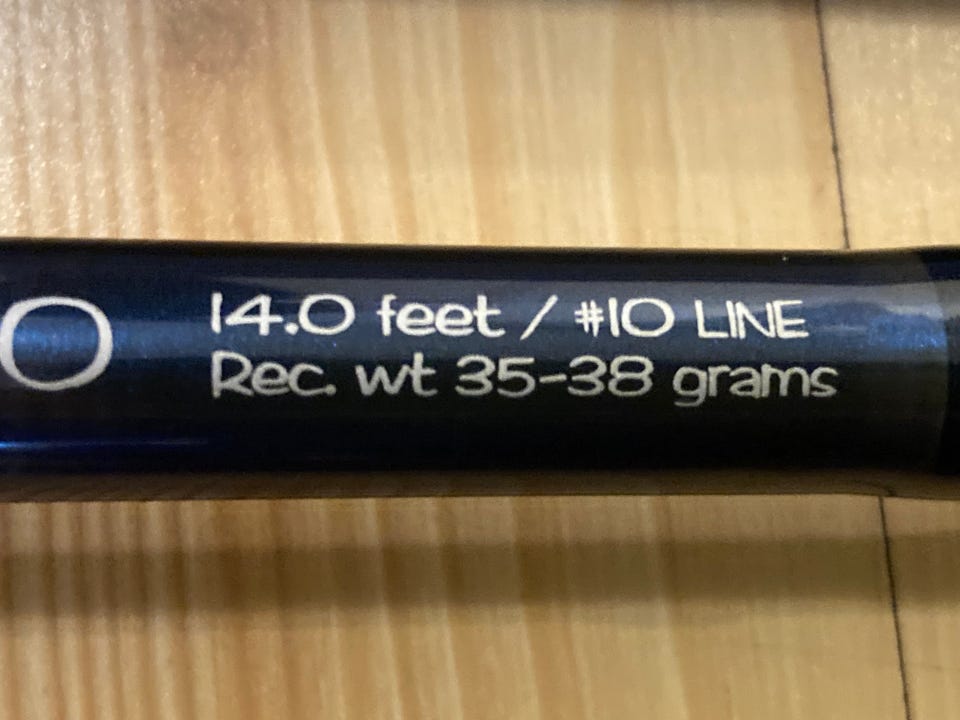 O 14.0 feet / #10 LINE
Rec. wt 35-38 grams